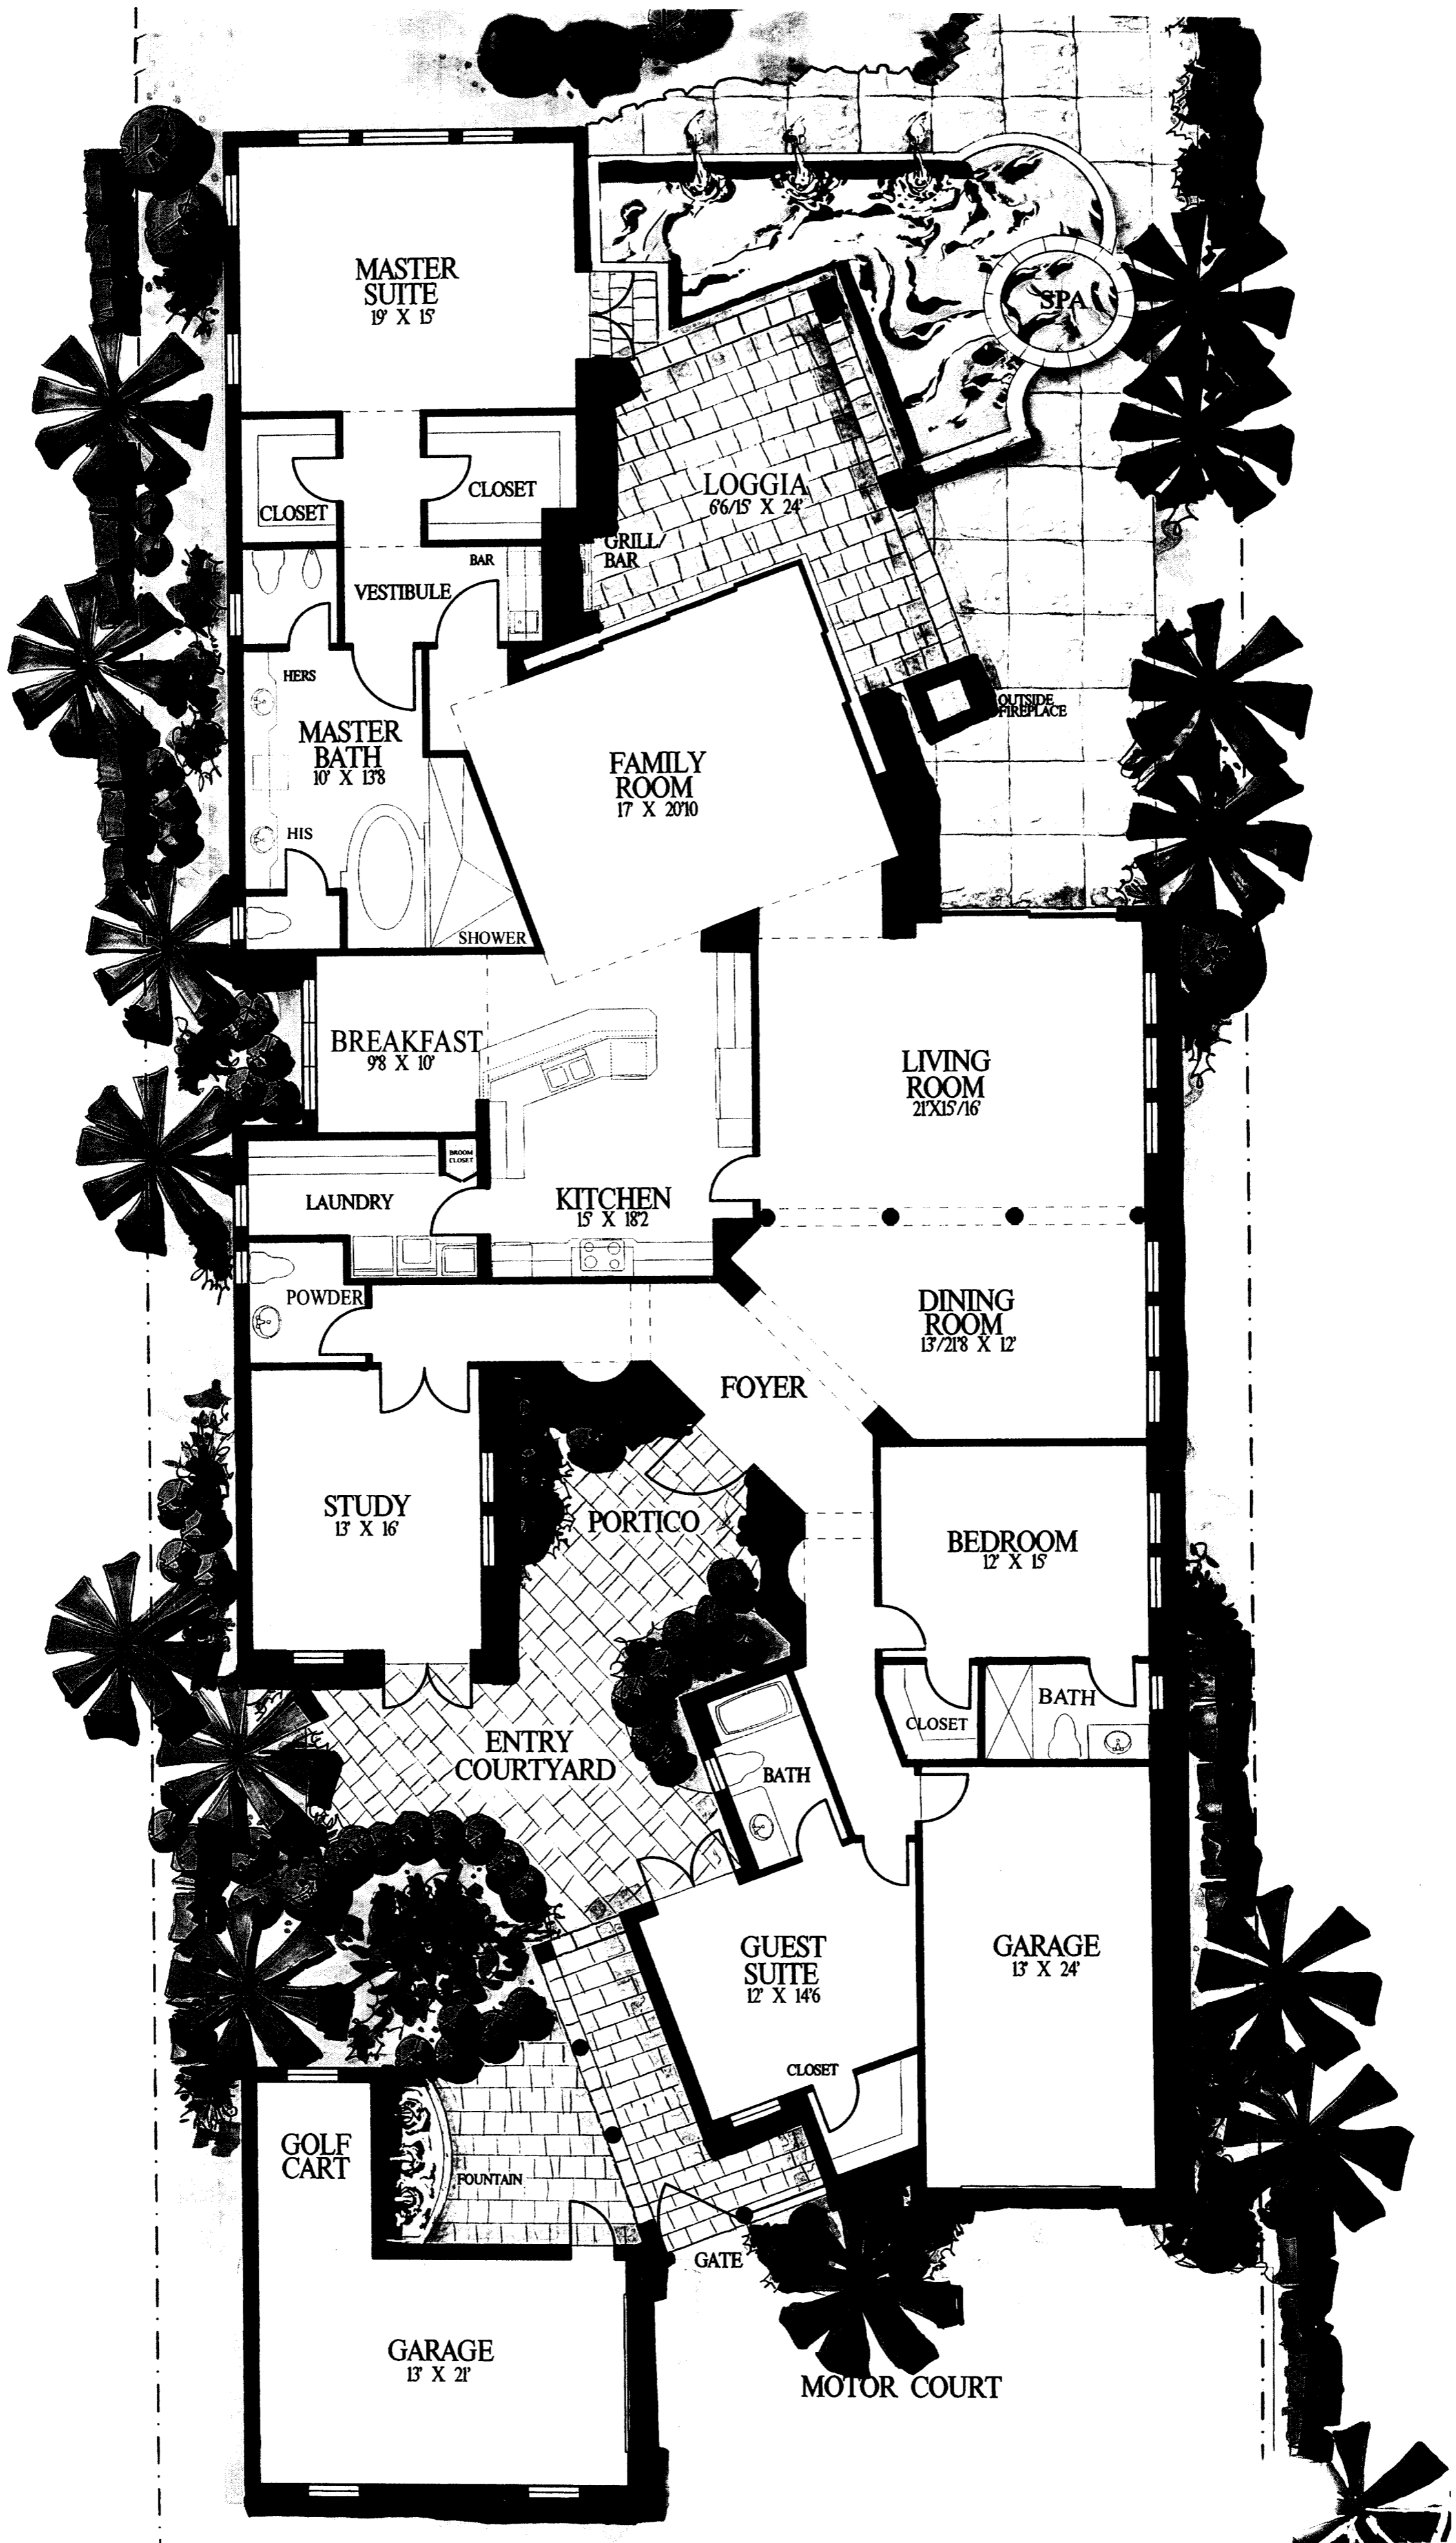 MASTER
SUITE
19' X 15'
SPA
CLOSET
CLOSET
LOGGIA
6'6/15' X 24'
GRILL/
BAR
BAR
VESTIBULE
HERS
MASTER
BATH
10' X 13'8
HIS
SHOWER
OUTSIDE
FIREPLACE
FAMILY
ROOM
17' X 20'10
BREAKFAST
9'8 X 10'
LIVING
ROOM
21'X15'/16'
BROOM
CLOSET
LAUNDRY
KITCHEN
15' X 18'2
POWDER
DINING
ROOM
13'/21'8 X 12'
FOYER
STUDY
13' X 16'
PORTICO
BEDROOM
12' X 15'
ENTRY
COURTYARD
BATH
CLOSET
BATH
GUEST
SUITE
12' X 14'6
GARAGE
13' X 24'
CLOSET
GOLF
CART
FOUNTAIN
GATE
GARAGE
13' X 21'
MOTOR COURT